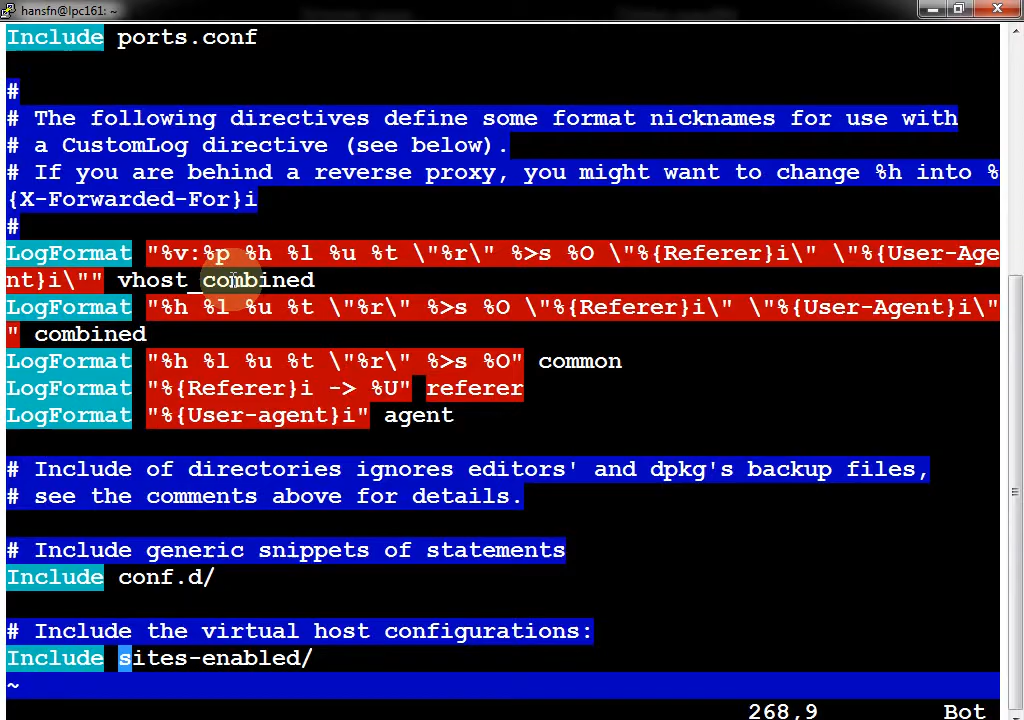 hansfn@lpc161: ~
Include ports.conf
#
# The following directives define some format nicknames for use with
# a CustomLog directive (see below).
# If you are behind a reverse proxy, you might want to change %h into %
{X-Forwarded-For}i
#
LogFormat "%v:%p %h %l %u %t \"%r\" %>s %O \"%{Referer}i\" \"%{User-Age
nt}i\"" vhost_combined
LogFormat "%h %l %u %t \"%r\" %>s %O \"%{Referer}i\" \"%{User-Agent}i\"
" combined
LogFormat "%h %l %u %t \"%r\" %>s %O" common
LogFormat "%{Referer}i -> %U" referer
LogFormat "%{User-agent}i" agent
# Include of directories ignores editors' and dpkg's backup files,
# see the comments above for details.
# Include generic snippets of statements
Include conf.d/
# Include the virtual host configurations:
Include sites-enabled/
~
268,9 Bot